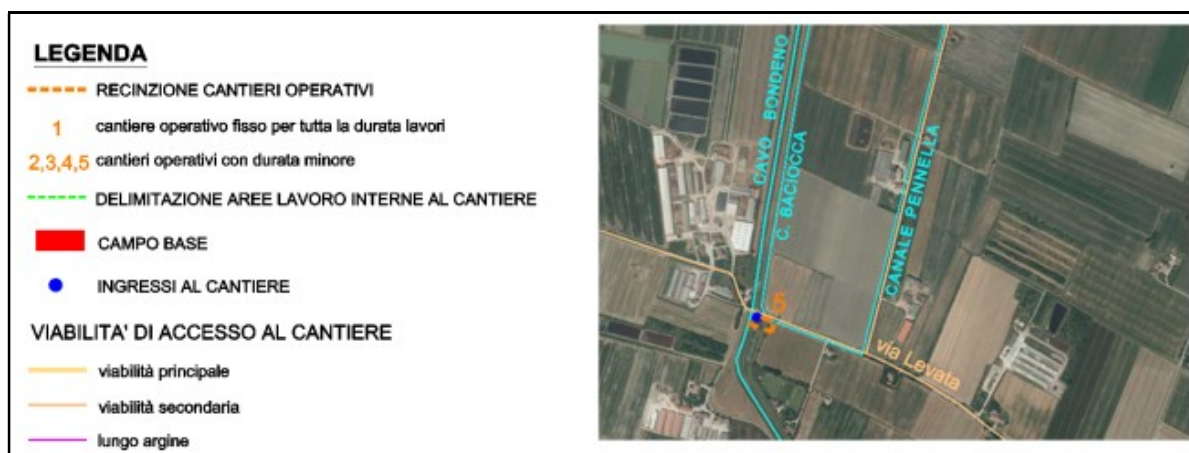 LEGENDA
RECINZIONE CANTIERI OPERATIVI
1 cantiere operativo fisso per tutta la durata lavori
2,3,4,5 cantieri operativi con durata minore
DELIMITAZIONE AREE LAVORO INTERNE AL CANTIERE
CAMPO BASE
INGRESSI AL CANTIERE
VIABILITA' DI ACCESSO AL CANTIERE
viabilità principale
viabilità secondaria
lungo argine
CAVO BONDENO
C. BACIOCCA
CANALE PENNELLA
5
via Levata